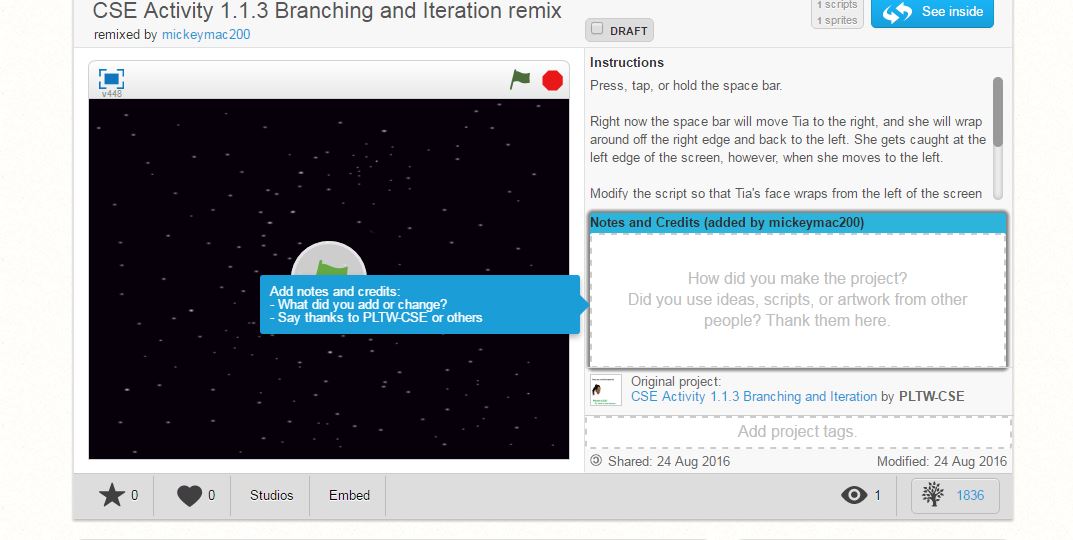 CSE Activity 1.1.3 Branching and Iteration remix
remixed by mickeymac200
DRAFT
1 scripts
1 sprites
See inside
v448
Instructions
Press, tap, or hold the space bar.
Right now the space bar will move Tia to the right, and she will wrap
around off the right edge and back to the left. She gets caught at the
left edge of the screen, however, when she moves to the left.
Modify the script so that Tia's face wraps from the left of the screen
Notes and Credits (added by mickeymac200)
How did you make the project?
Did you use ideas, scripts, or artwork from other
people? Thank them here.
Add notes and credits:
- What did you add or change?
- Say thanks to PLTW-CSE or others
Original project:
CSE Activity 1.1.3 Branching and Iteration by PLTW-CSE
Add project tags.
Shared: 24 Aug 2016 Modified: 24 Aug 2016
0 0 Studios Embed 1 1836